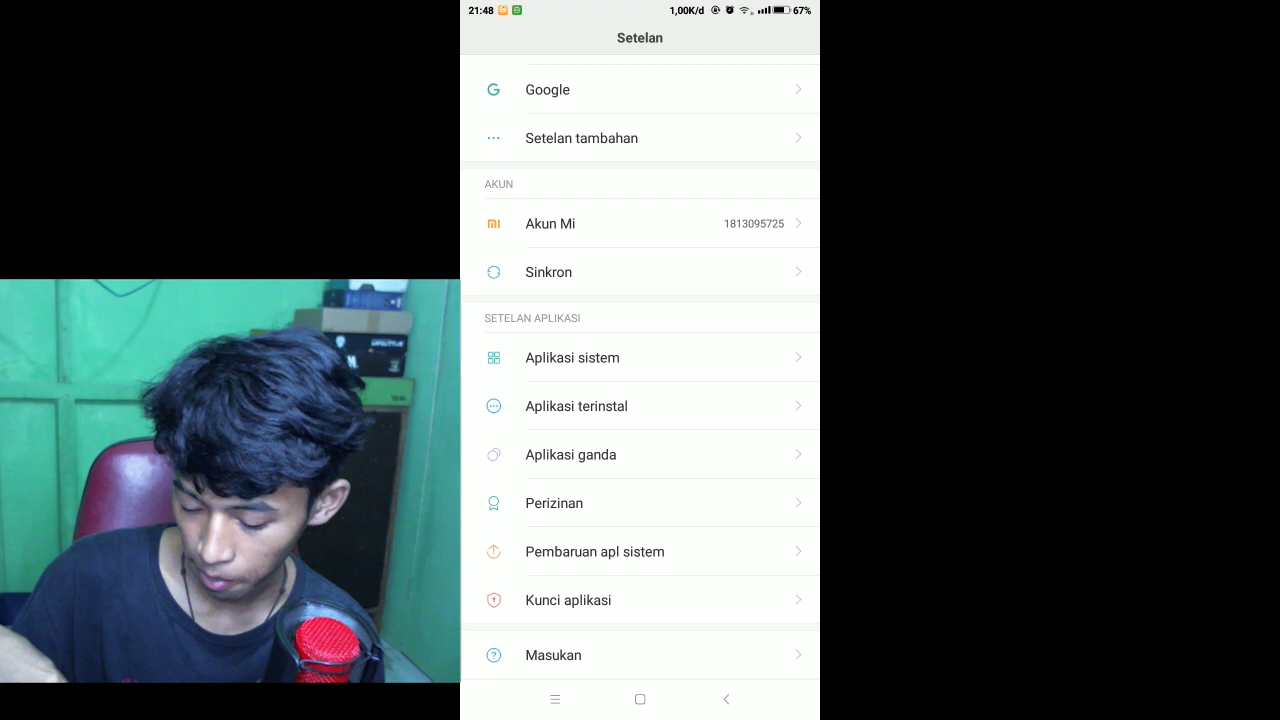 21:48 1,00K/d 67%
Setelan
Google
Setelan tambahan
AKUN
Akun Mi 1813095725
Sinkron
SETELAN APLIKASI
Aplikasi sistem
Aplikasi terinstal
Aplikasi ganda
Perizinan
Pembaruan apl sistem
Kunci aplikasi
Masukan